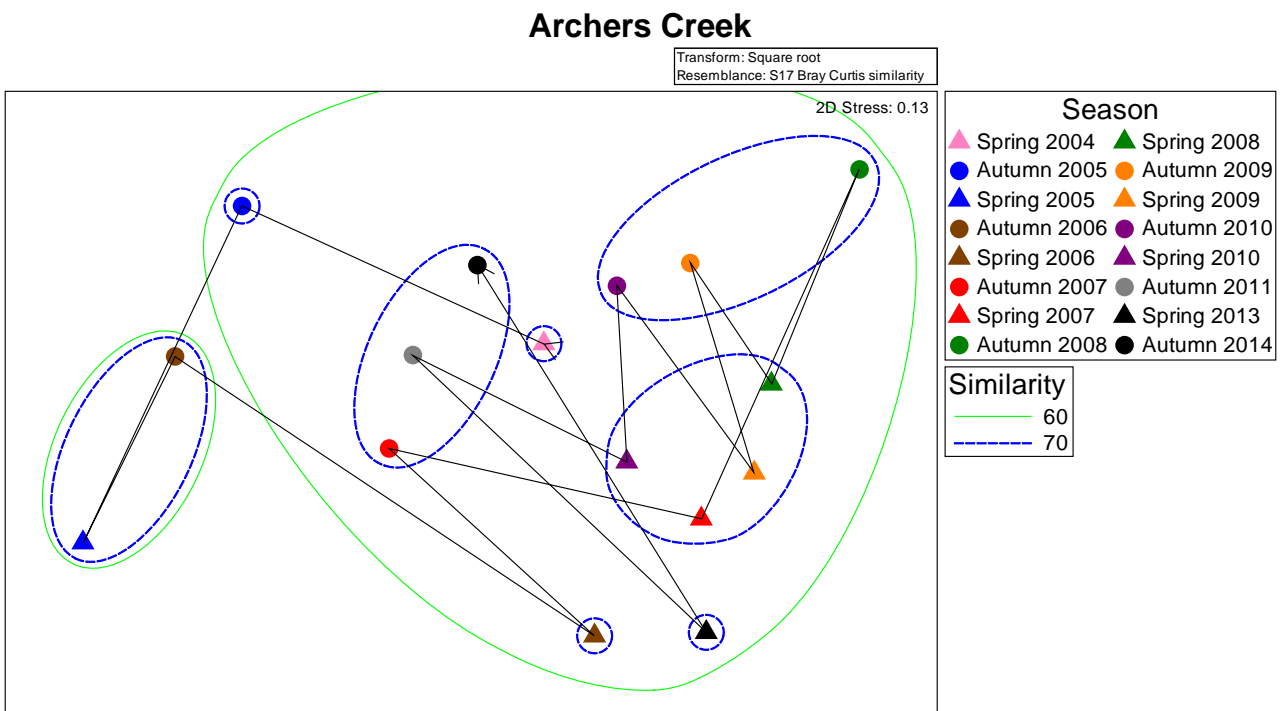 Archers Creek
Transform: Square root
Resemblance: S17 Bray Curtis similarity
2D Stress: 0.13
Season
Spring 2004
Autumn 2005
Spring 2005
Autumn 2006
Spring 2006
Autumn 2007
Spring 2007
Autumn 2008
Spring 2008
Autumn 2009
Spring 2009
Autumn 2010
Spring 2010
Autumn 2011
Spring 2013
Autumn 2014
Similarity
60
70